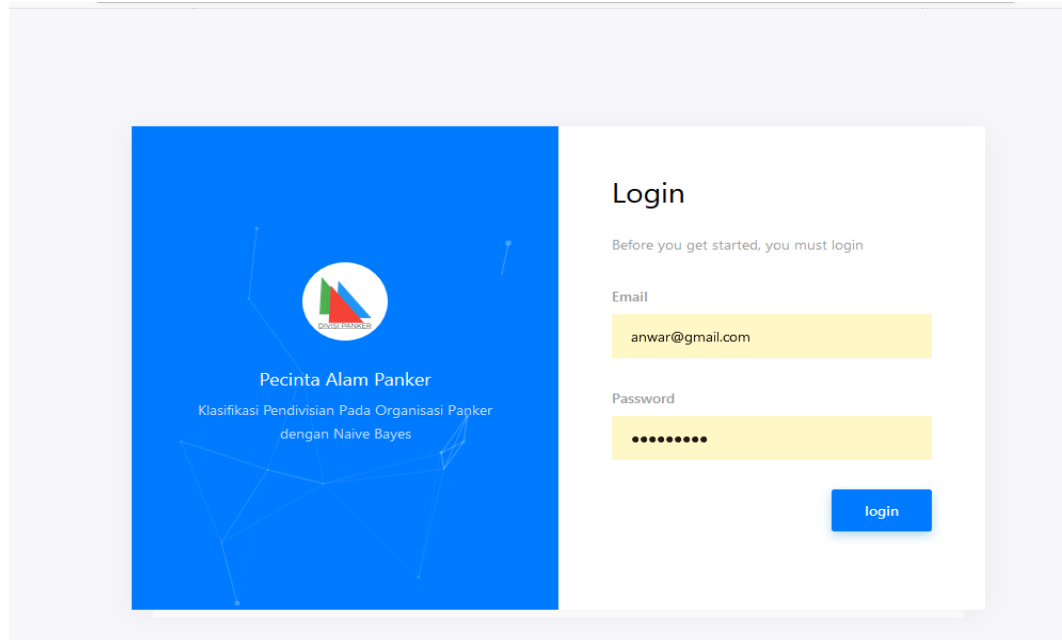 DIVISI PANKER
Pecinta Alam Panker
Klasifikasi Pendivisian Pada Organisasi Panker
dengan Naive Bayes
Login
Before you get started, you must login
Email
anwar@gmail.com
Password
•••••••••
login